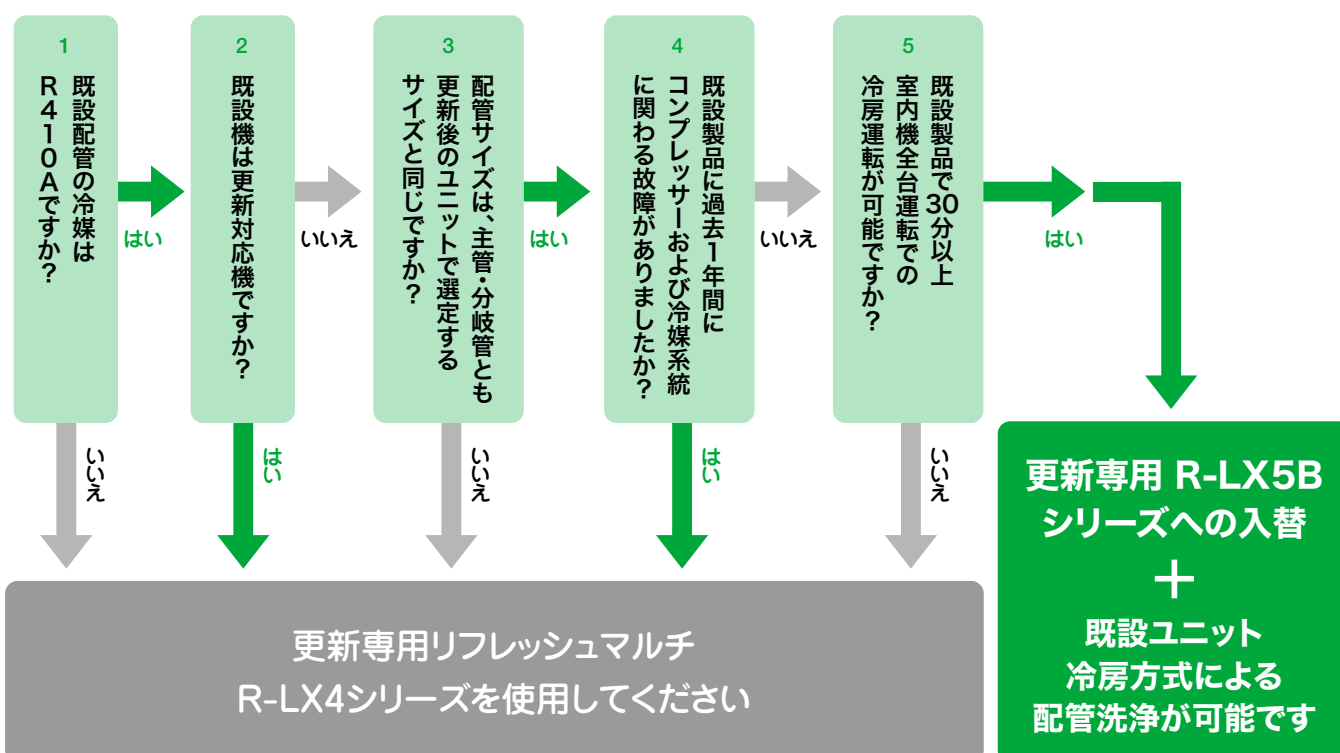 1
既設配管の冷媒は
R410Aですか？
はい
いいえ
2
既設機は更新対応機ですか？
いいえ
はい
3
配管サイズは、主管・分岐管とも
更新後のユニットで選定する
サイズと同じですか？
はい
いいえ
4
既設製品に過去1年間に
コンプレッサーおよび冷媒系統
に関わる故障がありましたか？
いいえ
はい
5
既設製品で30分以上
室内機全台運転での
冷房運転が可能ですか？
はい
いいえ
更新専用リフレッシュマルチ
R-LX4シリーズを使用してください
更新専用 R-LX5B
シリーズへの入替
＋
既設ユニット
冷房方式による
配管洗浄が可能です